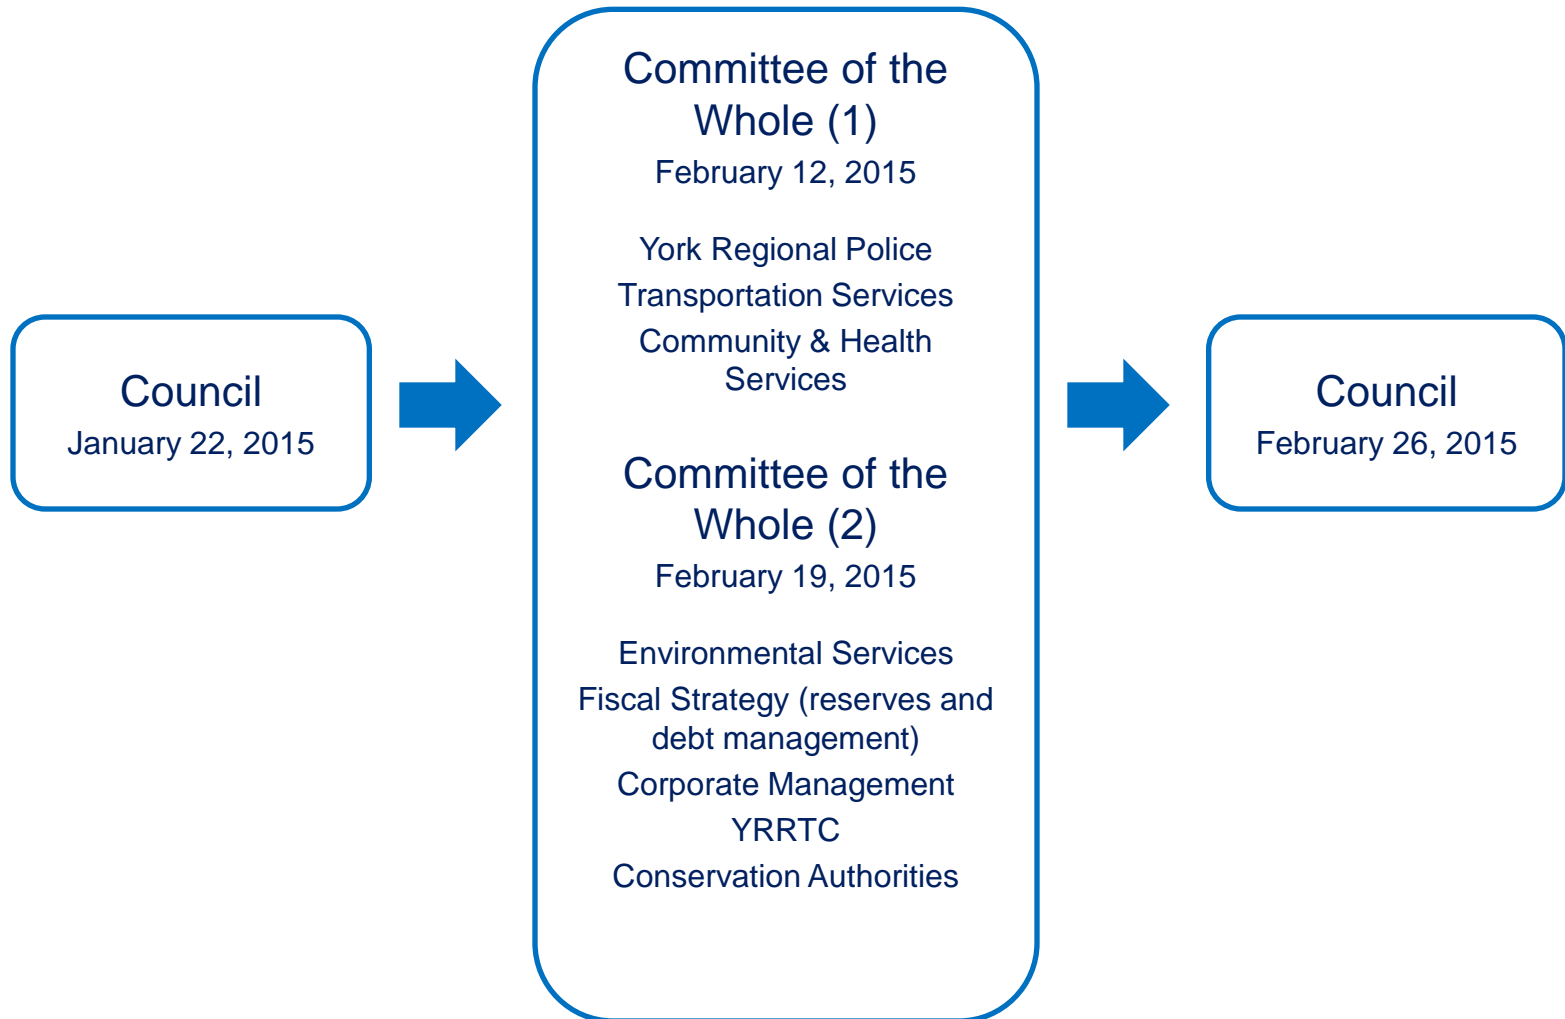 Council
January 22, 2015
Committee of the
Whole (1)
February 12, 2015
York Regional Police
Transportation Services
Community & Health
Services
Committee of the
Whole (2)
February 19, 2015
Environmental Services
Fiscal Strategy (reserves and
debt management)
Corporate Management
YRRTC
Conservation Authorities
Council
February 26, 2015